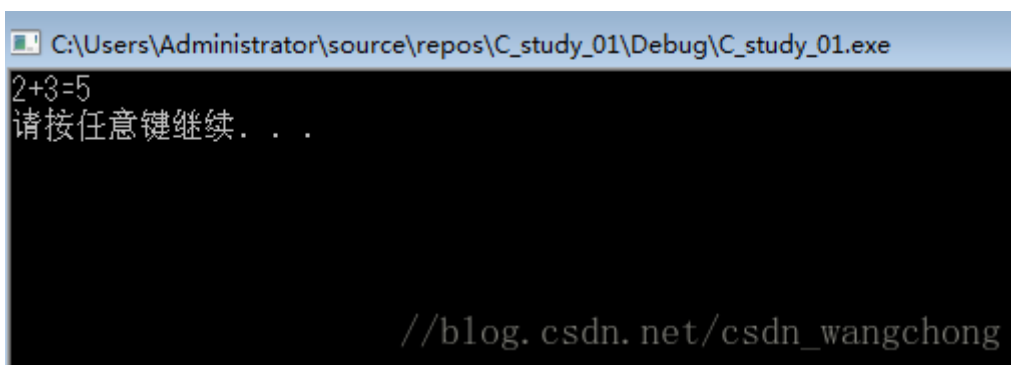 C:\Users\Administrator\source\repos\C_study_01\Debug\C_study_01.exe
2+3=5
请按任意键继续. . .
//blog.csdn.net/csdn_wangchong